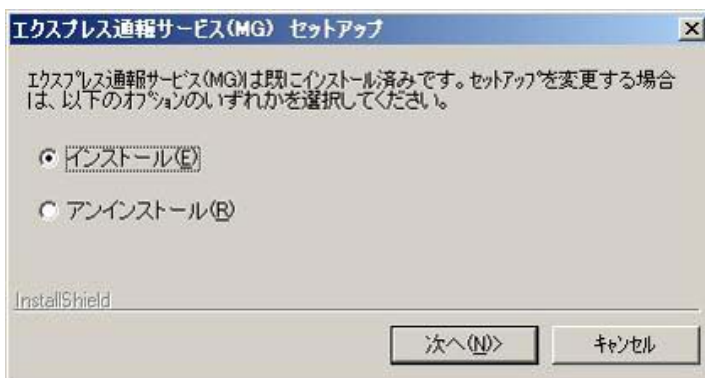 エクスプレス通報サービス(MG) セットアップ
エクスプレス通報サービス(MG)は既にインストール済みです。セットアップを変更する場合
は、以下のオプションのいずれかを選択してください。
インストール(E)
アンインストール(R)
InstallShield
次へ(N)>
キャンセル